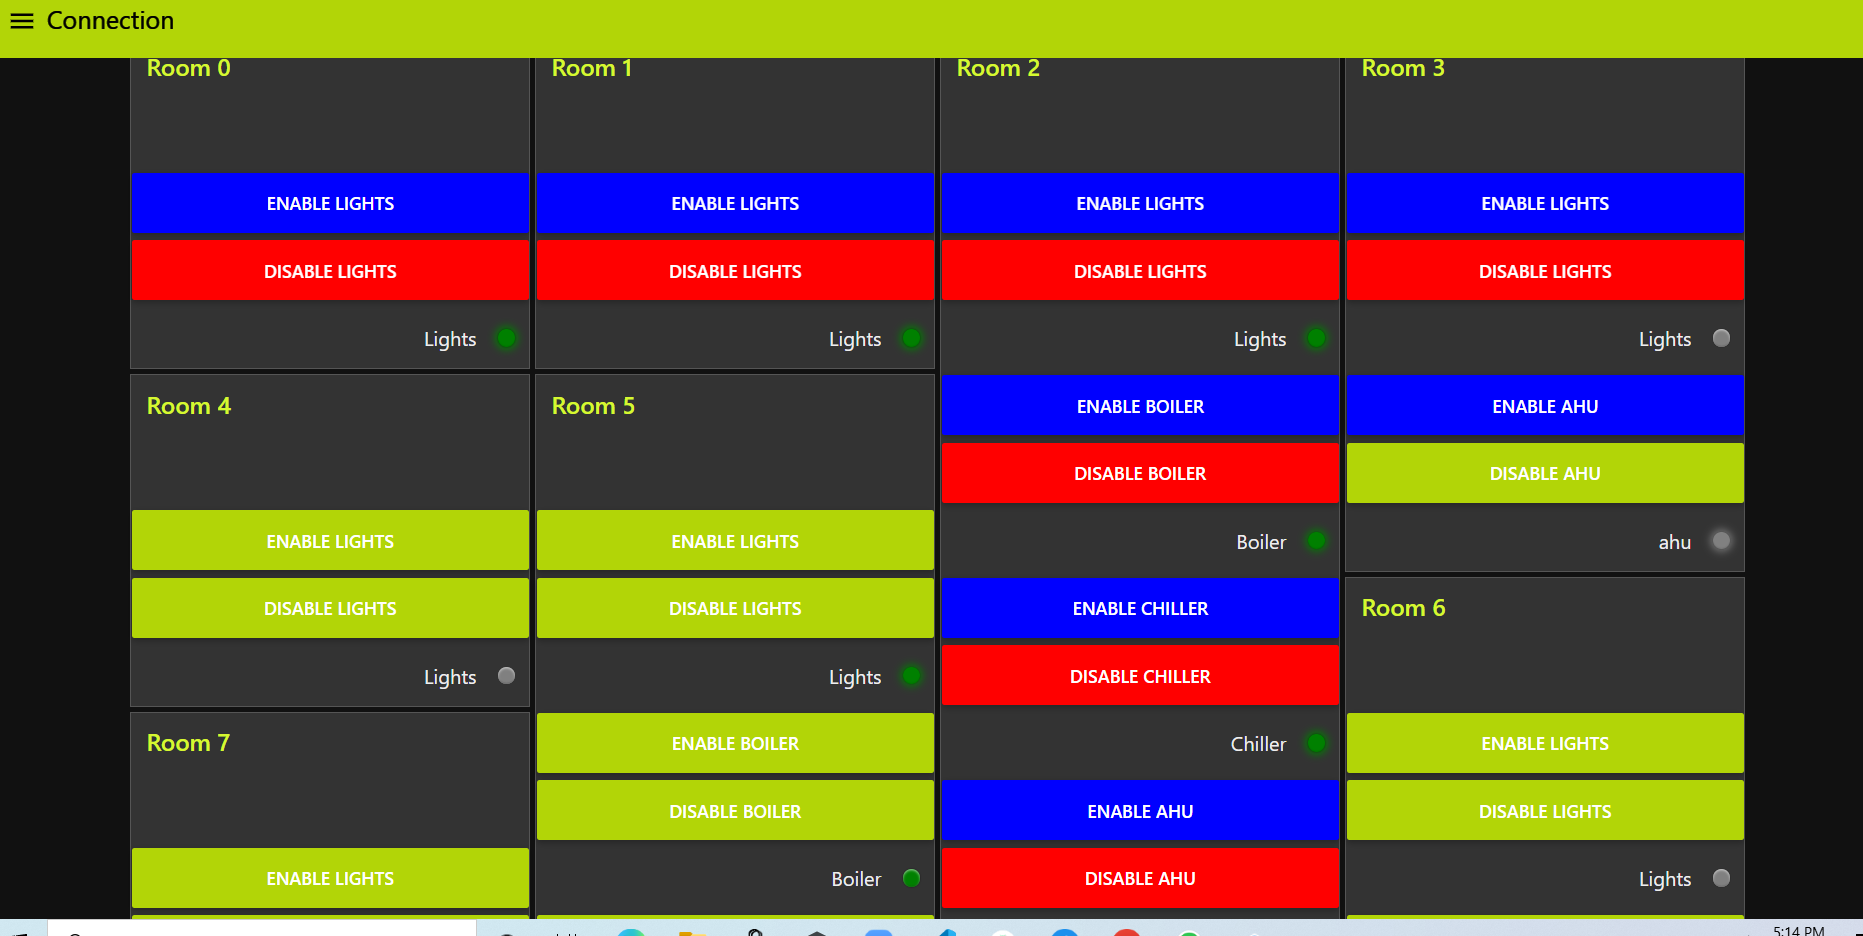 Connection
Room 0
ENABLE LIGHTS
DISABLE LIGHTS
Lights
Room 1
ENABLE LIGHTS
DISABLE LIGHTS
Lights
Room 2
ENABLE LIGHTS
DISABLE LIGHTS
Lights
ENABLE BOILER
DISABLE BOILER
Boiler
ENABLE CHILLER
DISABLE CHILLER
Chiller
ENABLE AHU
DISABLE AHU
Room 3
ENABLE LIGHTS
DISABLE LIGHTS
Lights
ENABLE AHU
DISABLE AHU
ahu
Room 4
ENABLE LIGHTS
DISABLE LIGHTS
Lights
Room 5
ENABLE LIGHTS
DISABLE LIGHTS
Lights
ENABLE BOILER
DISABLE BOILER
Boiler
Room 6
ENABLE LIGHTS
DISABLE LIGHTS
Lights
Room 7
ENABLE LIGHTS
5:14 PM